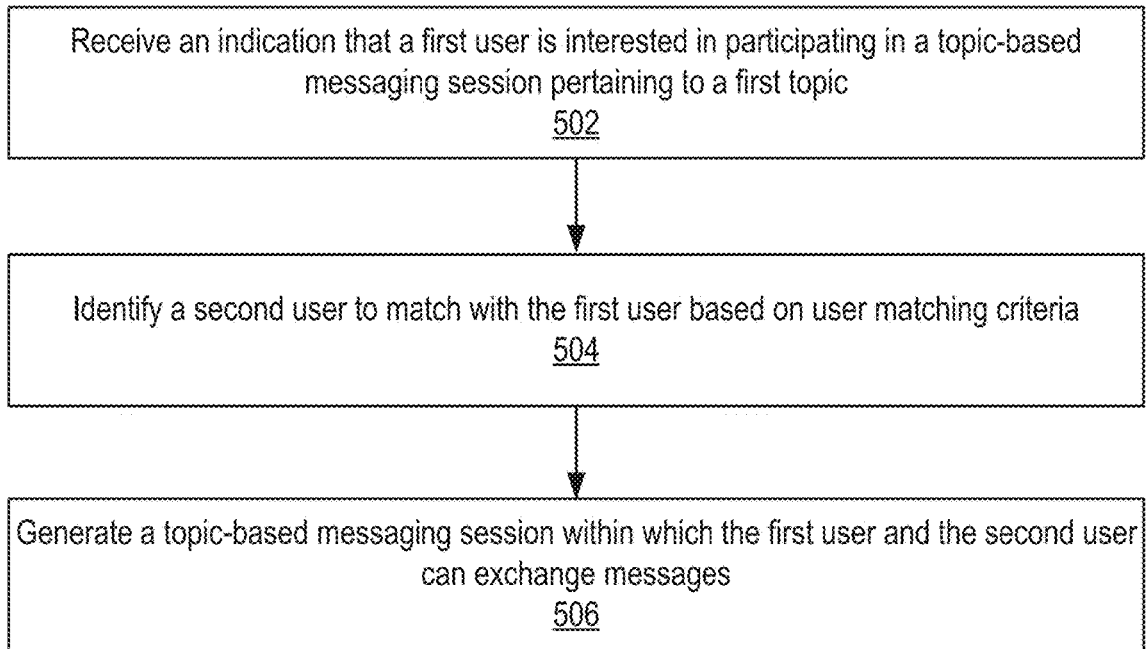 Receive an indication that a first user is interested in participating in a topic-based
messaging session pertaining to a first topic
502
Identify a second user to match with the first user based on user matching criteria
504
Generate a topic-based messaging session within which the first user and the second user
can exchange messages
506